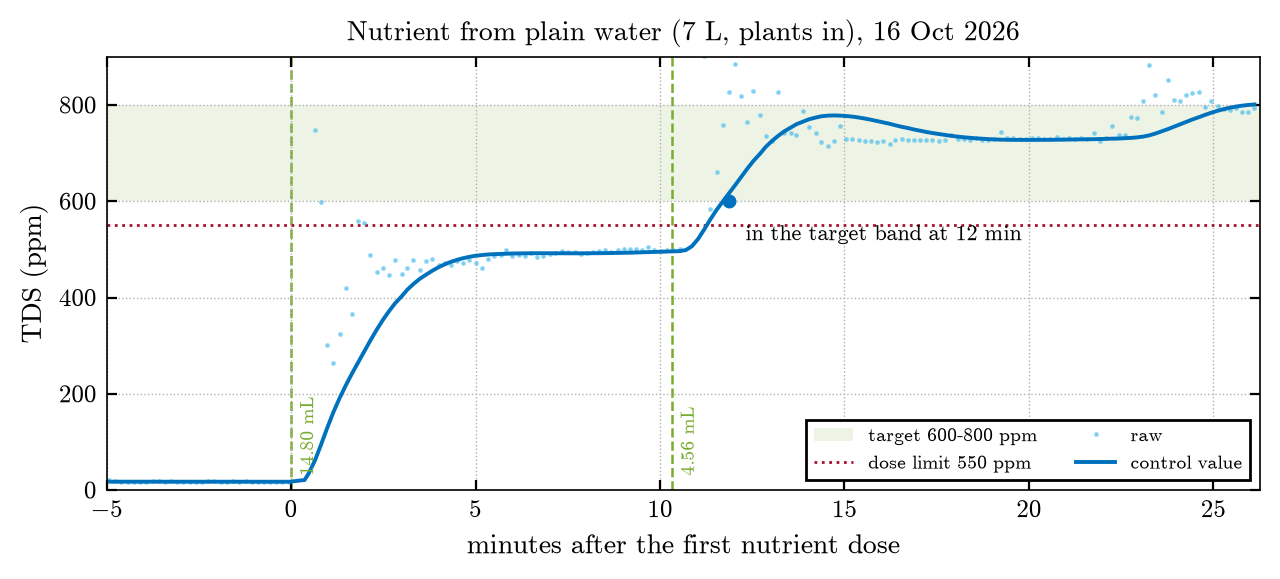 Nutrient from plain water (7 L, plants in), 16 Oct 2026
TDS (ppm)
800
600
400
200
0
in the target band at 12 min
14.80 mL
4.56 mL
target 600-800 ppm
raw
dose limit 550 ppm
control value
−5
0
5
10
15
20
25
minutes after the first nutrient dose